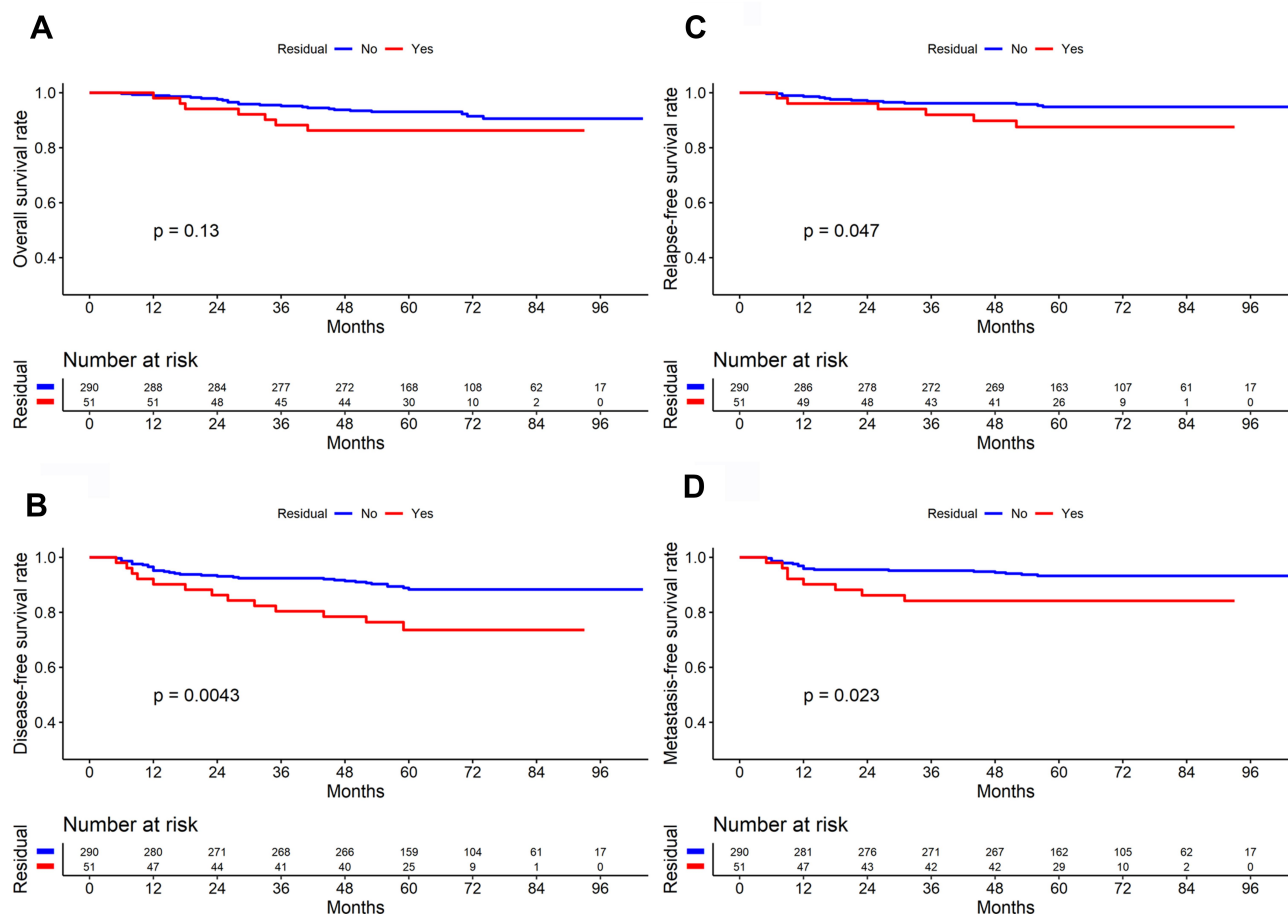 A
Residual No Yes
Overall survival rate
1.0
0.8
0.6
0.4
p = 0.13
0 12 24 36 48 60 72 84 96
Months
Number at risk
Residual
290 288 284 277 272 168 108 62 17
51 51 48 45 44 30 10 2 0
0 12 24 36 48 60 72 84 96
Months
B
Residual No Yes
Disease-free survival rate
1.0
0.8
0.6
0.4
p = 0.0043
0 12 24 36 48 60 72 84 96
Months
Number at risk
Residual
290 280 271 268 266 159 104 61 17
51 47 44 41 40 25 9 1 0
0 12 24 36 48 60 72 84 96
Months
C
Residual No Yes
Relapse-free survival rate
1.0
0.8
0.6
0.4
p = 0.047
0 12 24 36 48 60 72 84 96
Months
Number at risk
Residual
290 286 278 272 269 163 107 61 17
51 49 48 43 41 26 9 1 0
0 12 24 36 48 60 72 84 96
Months
D
Residual No Yes
Metastasis-free survival rate
1.0
0.8
0.6
0.4
p = 0.023
0 12 24 36 48 60 72 84 96
Months
Number at risk
Residual
290 281 276 271 267 162 105 62 17
51 47 43 42 42 29 10 2 0
0 12 24 36 48 60 72 84 96
Months